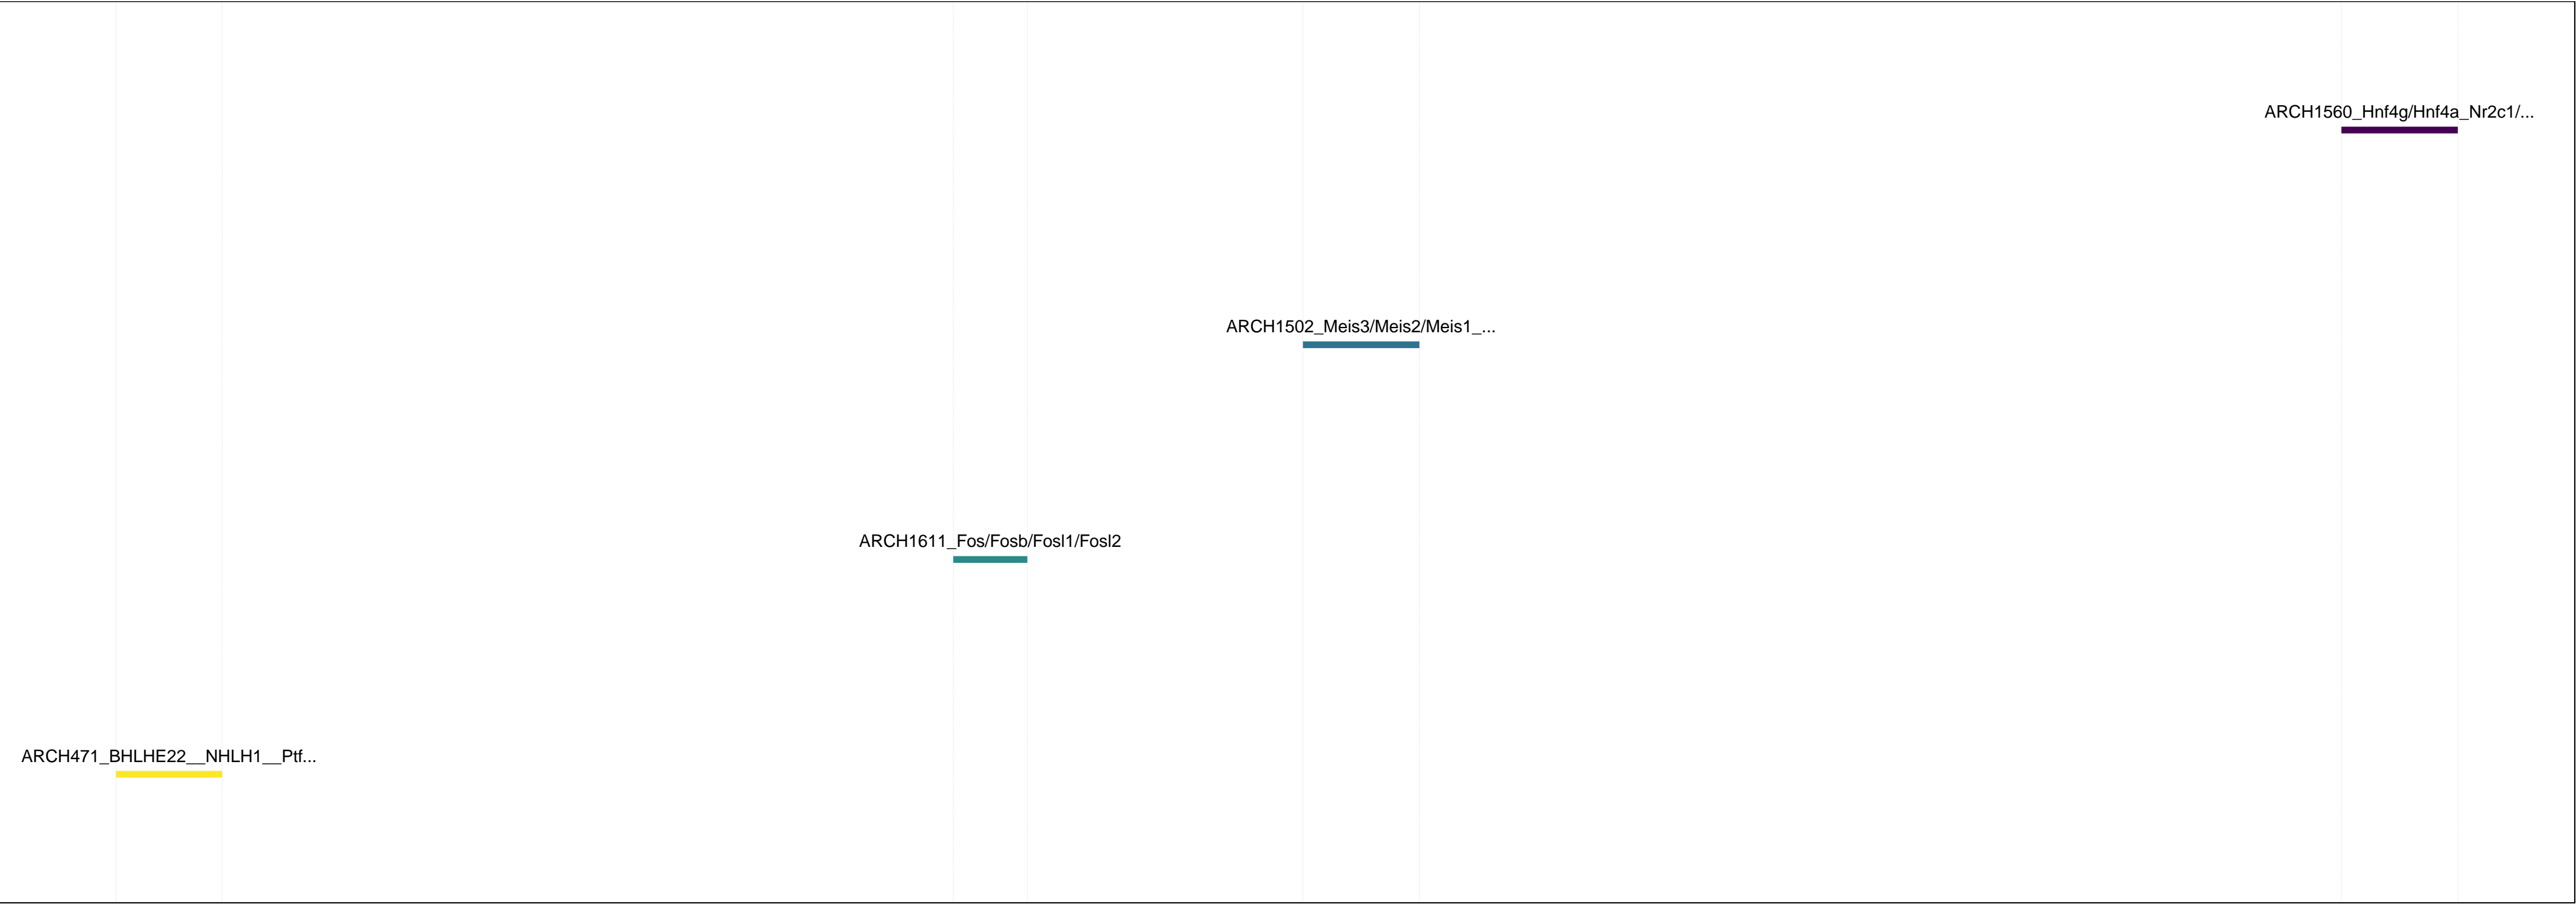 ARCH1560_Hnf4g/Hnf4a_Nr2c1/...
ARCH1502_Meis3/Meis2/Meis1_...
ARCH1611_Fos/Fosb/Fosl1/Fosl2
ARCH471_BHLHE22__NHLH1__Ptf...